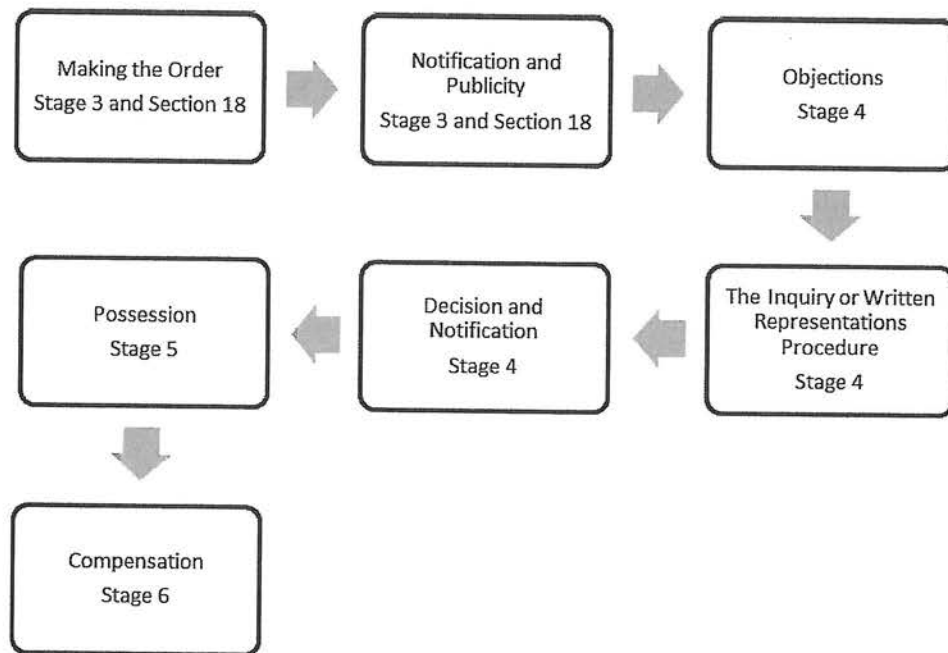 Making the Order
Stage 3 and Section 18
Notification and
Publicity
Stage 3 and Section 18
Objections
Stage 4
The Inquiry or Written
Representations
Procedure
Stage 4
Decision and
Notification
Stage 4
Possession
Stage 5
Compensation
Stage 6